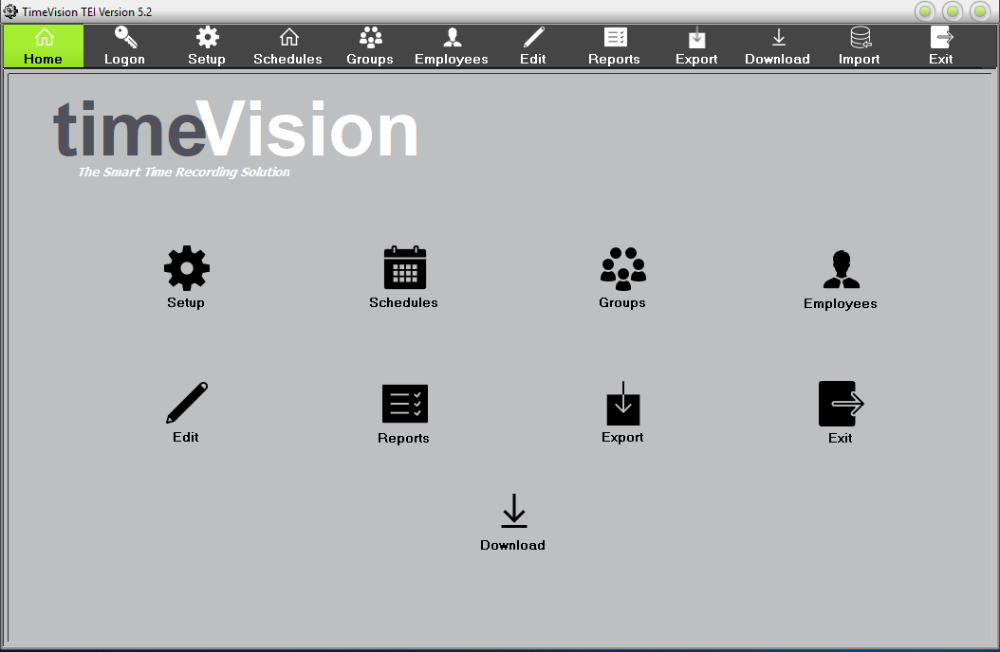 TimeVision TEI Version 5.2
Home Logon Setup Schedules Groups Employees Edit Reports Export Download Import Exit
timeVision
The Smart Time Recording Solution
Setup Schedules Groups Employees
Edit Reports Export Exit
Download